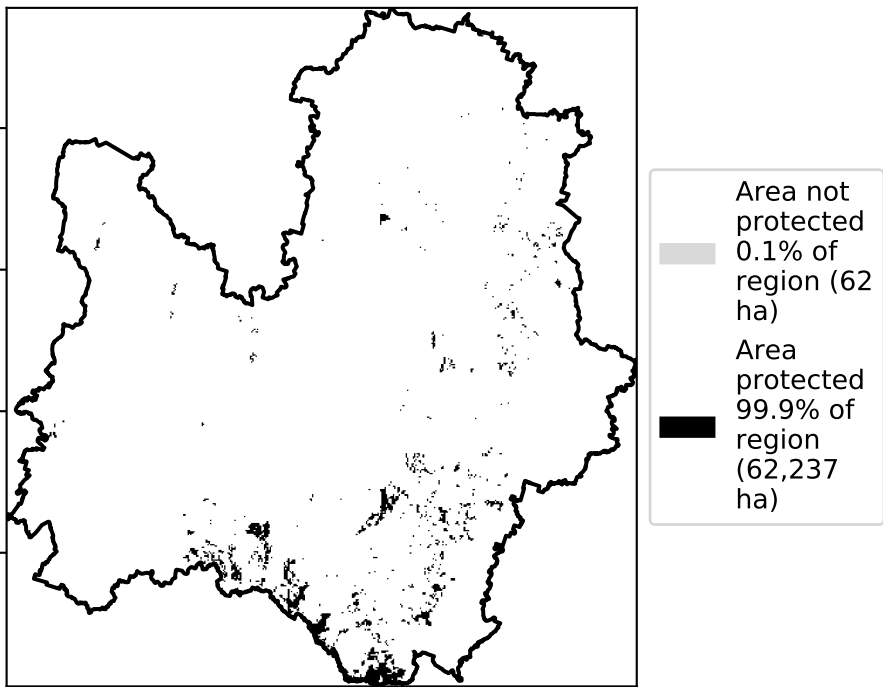 Area not
protected
0.1% of
region (62
ha)
Area
protected
99.9% of
region
(62,237
ha)